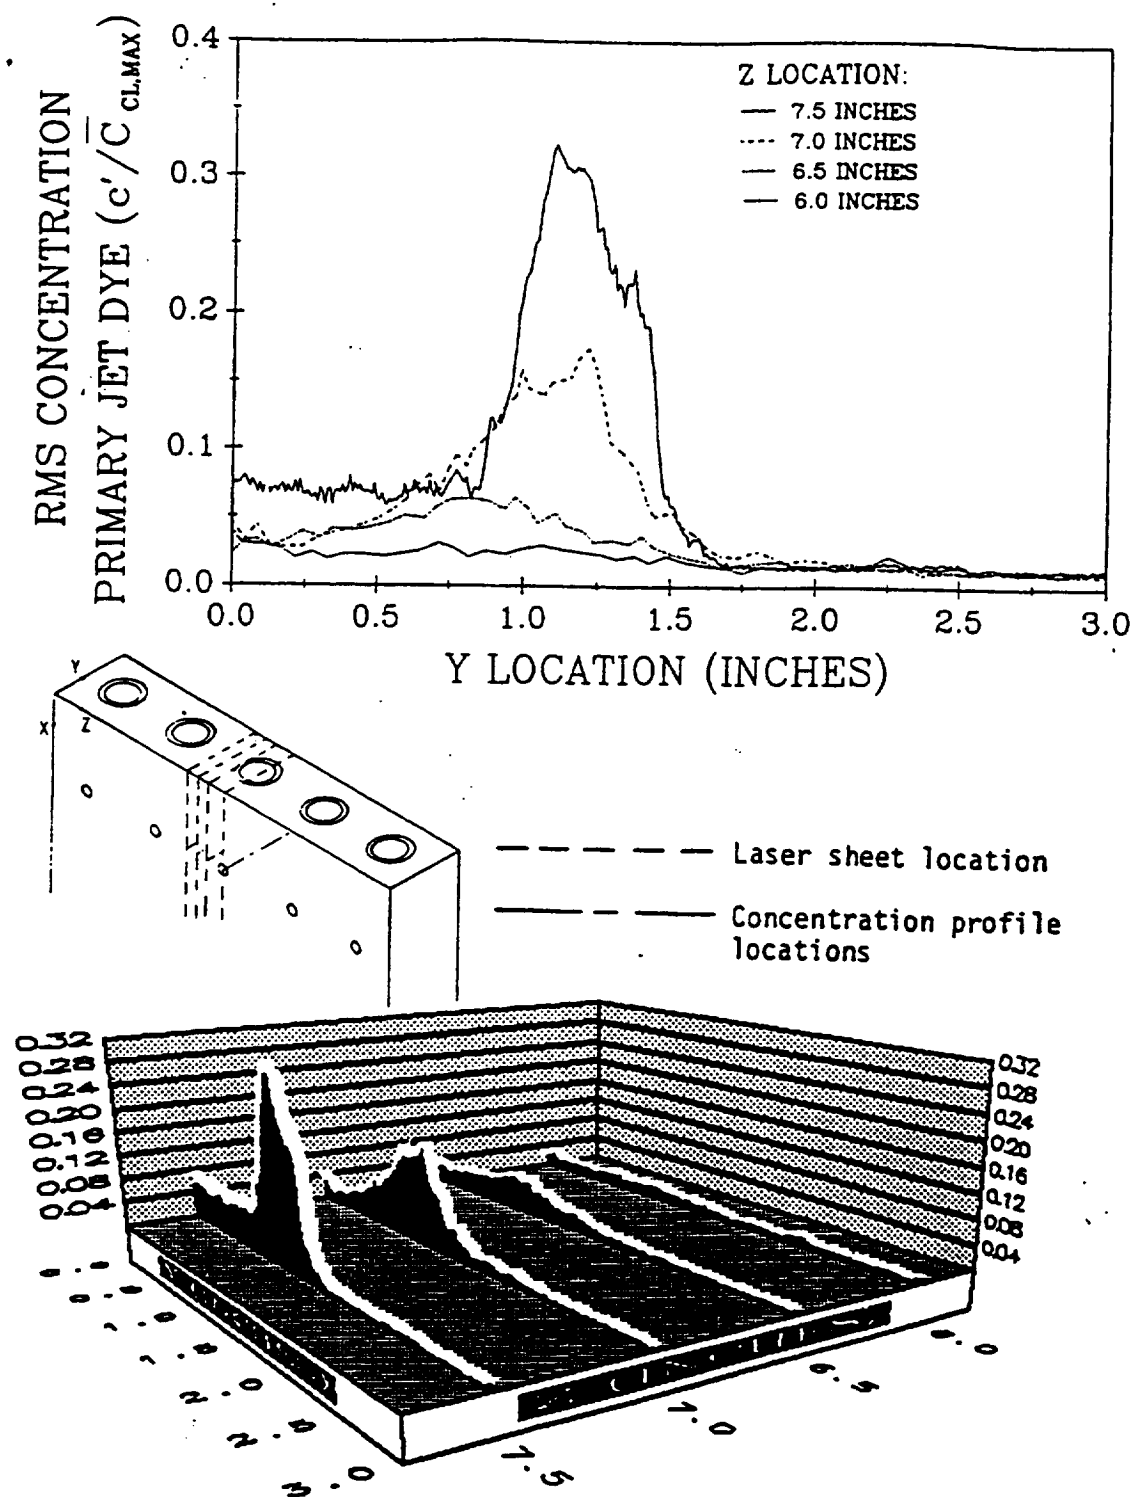 RMS CONCENTRATION
PRIMARY JET DYE (c'/C̅ CL,MAX)
0.4
0.3
0.2
0.1
0.0
Z LOCATION:
7.5 INCHES
7.0 INCHES
6.5 INCHES
6.0 INCHES
0.0 0.5 1.0 1.5 2.0 2.5 3.0
Y LOCATION (INCHES)
Y
X Z
Laser sheet location
Concentration profile
locations
0.32
0.28
0.24
0.20
0.16
0.12
0.08
0.04
0.32
0.28
0.24
0.20
0.16
0.12
0.08
0.04
2.0
2.5
3.0
7.5
7.0
6.5
6.0